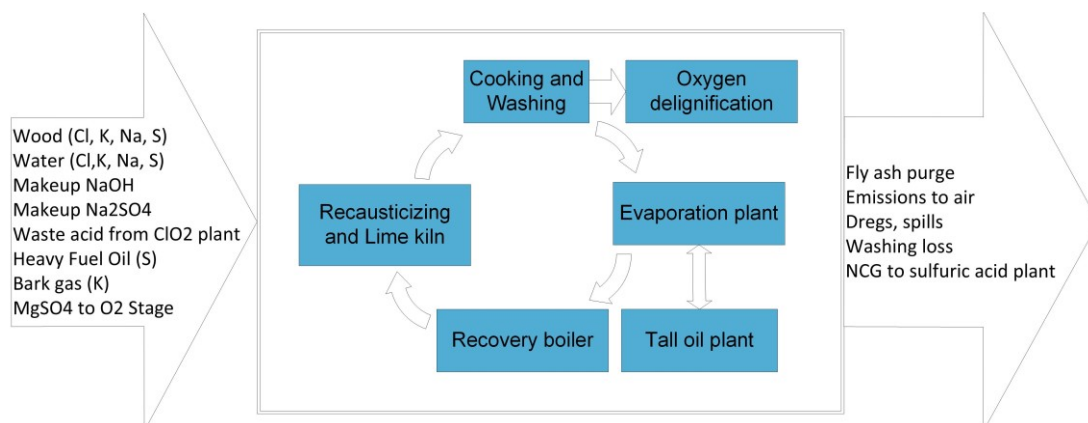 Wood (Cl, K, Na, S)
Water (Cl,K, Na, S)
Makeup NaOH
Makeup Na2SO4
Waste acid from ClO2 plant
Heavy Fuel Oil (S)
Bark gas (K)
MgSO4 to O2 Stage
Cooking and
Washing
Oxygen
delignification
Recausticizing
and Lime kiln
Evaporation plant
Recovery boiler
Tall oil plant
Fly ash purge
Emissions to air
Dregs, spills
Washing loss
NCG to sulfuric acid plant